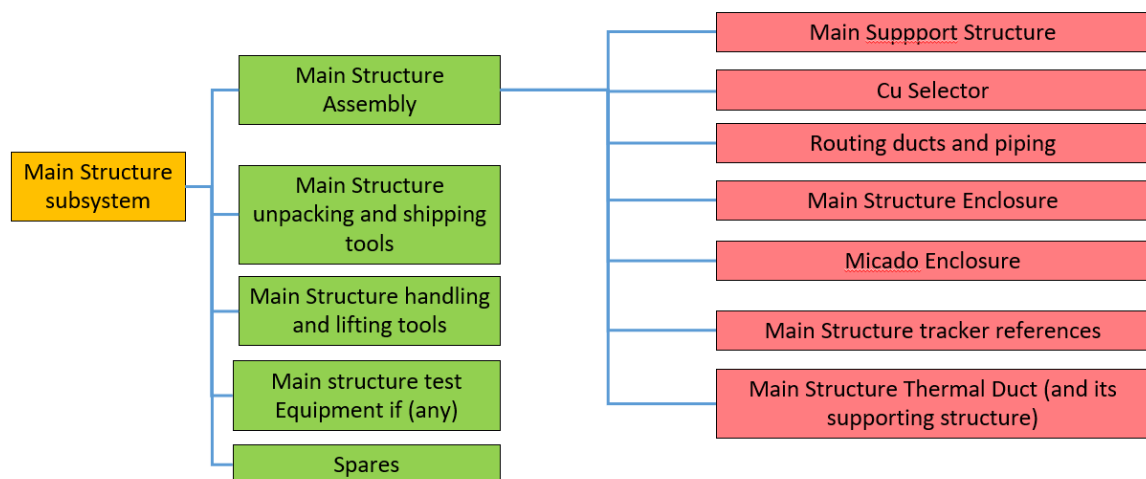 Main Structure
subsystem
Main Structure
Assembly
Main Structure
unpacking and shipping
tools
Main Structure handling
and lifting tools
Main structure test
Equipment if (any)
Spares
Main Suppport Structure
Cu Selector
Routing ducts and piping
Main Structure Enclosure
Micado Enclosure
Main Structure tracker references
Main Structure Thermal Duct (and its
supporting structure)